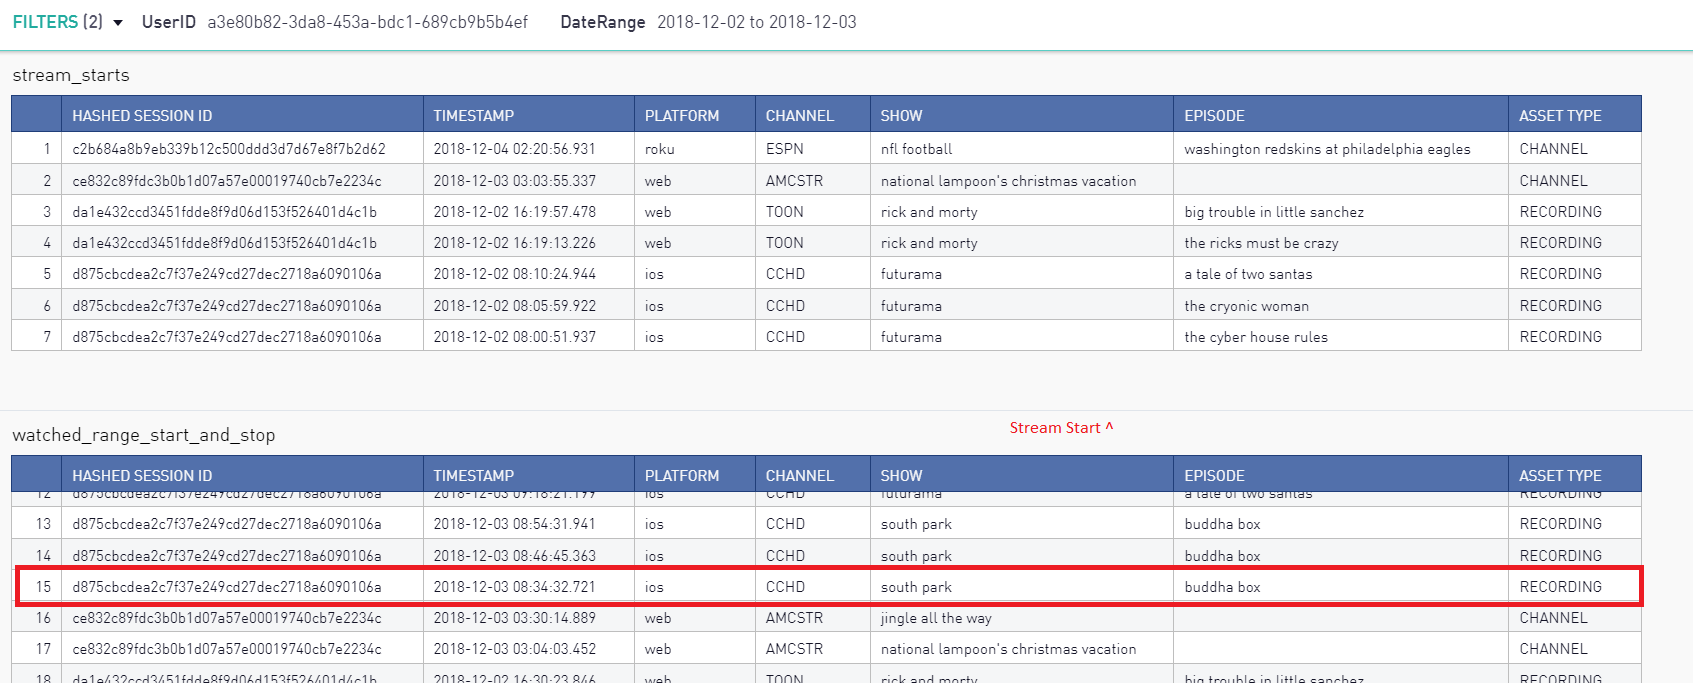 FILTERS (2) UserID a3e80b82-3da8-453a-bdc1-689cb9b5b4ef DateRange 2018-12-02 to 2018-12-03
stream_starts
HASHED SESSION ID TIMESTAMP PLATFORM CHANNEL SHOW EPISODE ASSET TYPE
1 c2b684a8b9eb339b12c500ddd3d7d67e8f7b2d62 2018-12-04 02:20:56.931 roku ESPN nfl football washington redskins at philadelphia eagles CHANNEL
2 ce832c89fdc3b0b1d07a57e00019740cb7e2234c 2018-12-03 03:03:55.337 web AMCSTR national lampoon's christmas vacation CHANNEL
3 da1e432ccd3451fdde8f9d06d153f526401d4c1b 2018-12-02 16:19:57.478 web TOON rick and morty big trouble in little sanchez RECORDING
4 da1e432ccd3451fdde8f9d06d153f526401d4c1b 2018-12-02 16:19:13.226 web TOON rick and morty the ricks must be crazy RECORDING
5 d875cbcdea2c7f37e249cd27dec2718a6090106a 2018-12-02 08:10:24.944 ios CCHD futurama a tale of two santas RECORDING
6 d875cbcdea2c7f37e249cd27dec2718a6090106a 2018-12-02 08:05:59.922 ios CCHD futurama the cryonic woman RECORDING
7 d875cbcdea2c7f37e249cd27dec2718a6090106a 2018-12-02 08:00:51.937 ios CCHD futurama the cyber house rules RECORDING
Stream Start ^
watched_range_start_and_stop
HASHED SESSION ID TIMESTAMP PLATFORM CHANNEL SHOW EPISODE ASSET TYPE
12 d875cbcdea2c7f37e249cd27dec2718a6090106a 2018-12-03 09:18:21.199 ios CCHD futurama a tale of two santas RECORDING
13 d875cbcdea2c7f37e249cd27dec2718a6090106a 2018-12-03 08:54:31.941 ios CCHD south park buddha box RECORDING
14 d875cbcdea2c7f37e249cd27dec2718a6090106a 2018-12-03 08:46:45.363 ios CCHD south park buddha box RECORDING
15 d875cbcdea2c7f37e249cd27dec2718a6090106a 2018-12-03 08:34:32.721 ios CCHD south park buddha box RECORDING
16 ce832c89fdc3b0b1d07a57e00019740cb7e2234c 2018-12-03 03:30:14.889 web AMCSTR jingle all the way CHANNEL
17 ce832c89fdc3b0b1d07a57e00019740cb7e2234c 2018-12-03 03:04:03.452 web AMCSTR national lampoon's christmas vacation CHANNEL
18 da1e432ccd3451fdde8f9d06d153f526401d4c1b 2018-12-02 16:30:23.846 web TOON rick and morty big trouble in little sanchez RECORDING